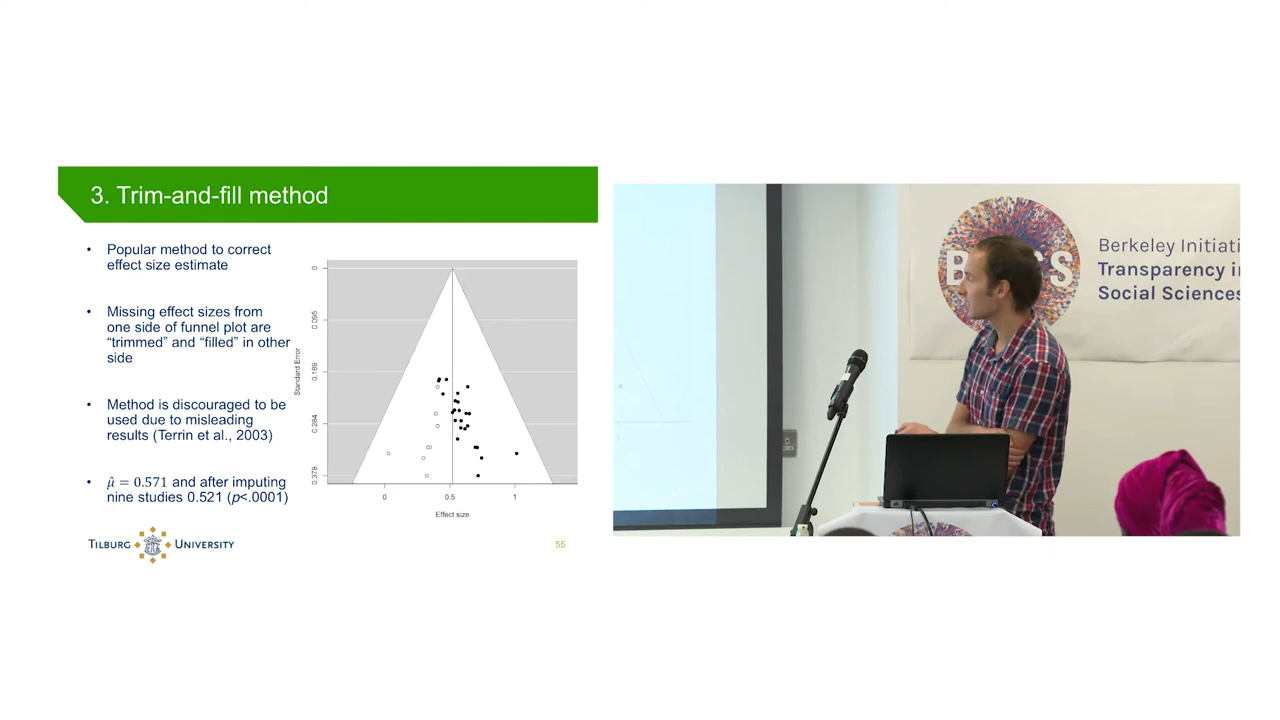 3. Trim-and-fill method
• Popular method to correct
effect size estimate
• Missing effect sizes from
one side of funnel plot are
“trimmed” and “filled” in other
side
• Method is discouraged to be
used due to misleading
results (Terrin et al., 2003)
• μ̂ = 0.571 and after imputing
nine studies 0.521 (p<.0001)
Standard Error
0
0.095
0.189
0.284
0.378
0
0.5
1
Effect size
TILBURG UNIVERSITY
55
Berkeley Initiati
Transparency in
Social Sciences